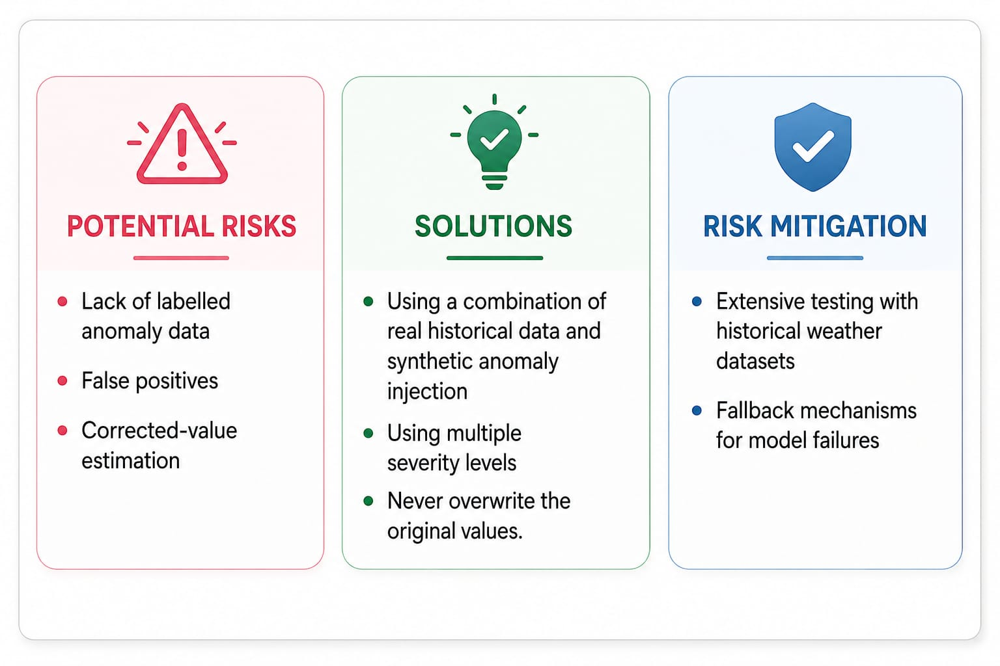 POTENTIAL RISKS
Lack of labelled
anomaly data
False positives
Corrected-value
estimation
SOLUTIONS
Using a combination of
real historical data and
synthetic anomaly
injection
Using multiple
severity levels
Never overwrite the
original values.
RISK MITIGATION
Extensive testing with
historical weather
datasets
Fallback mechanisms
for model failures